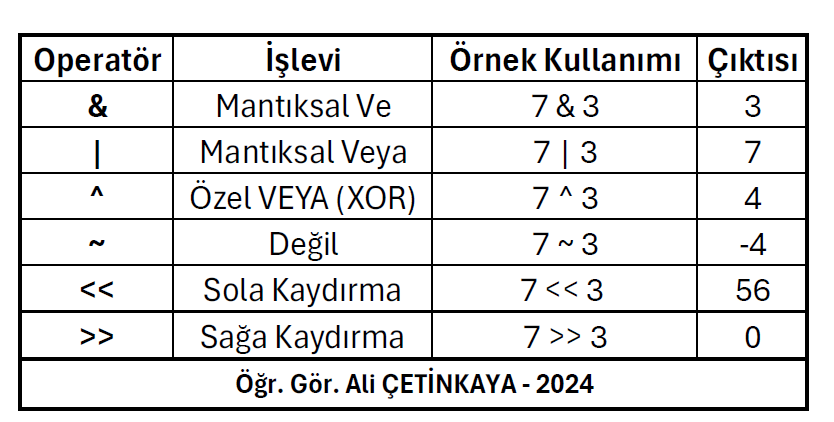 Operatör İşlevi Örnek Kullanımı Çıktısı
& Mantıksal Ve 7 & 3 3
| Mantıksal Veya 7 | 3 7
^ Özel VEYA (XOR) 7 ^ 3 4
~ Değil 7 ~ 3 -4
<< Sola Kaydırma 7 << 3 56
>> Sağa Kaydırma 7 >> 3 0
Öğr. Gör. Ali ÇETİNKAYA - 2024